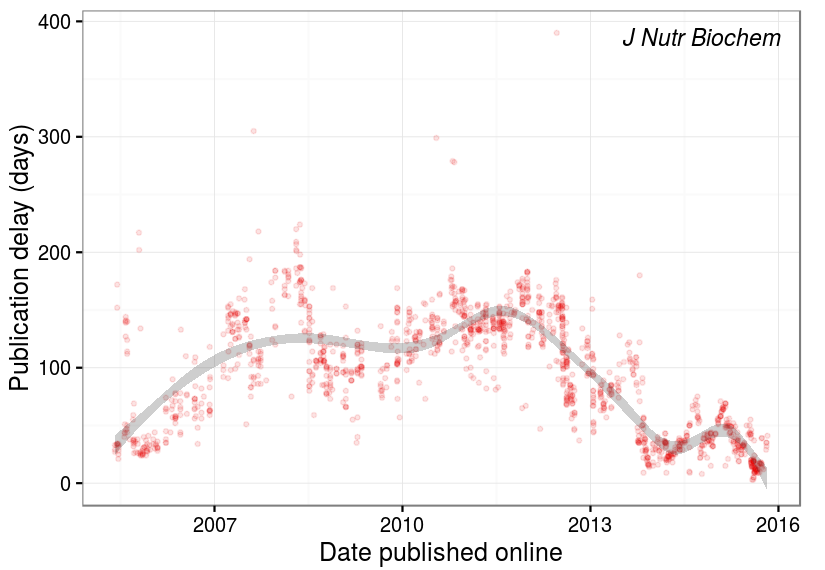 J Nutr Biochem
400
300
200
100
0
Publication delay (days)
2007 2010 2013 2016
Date published online